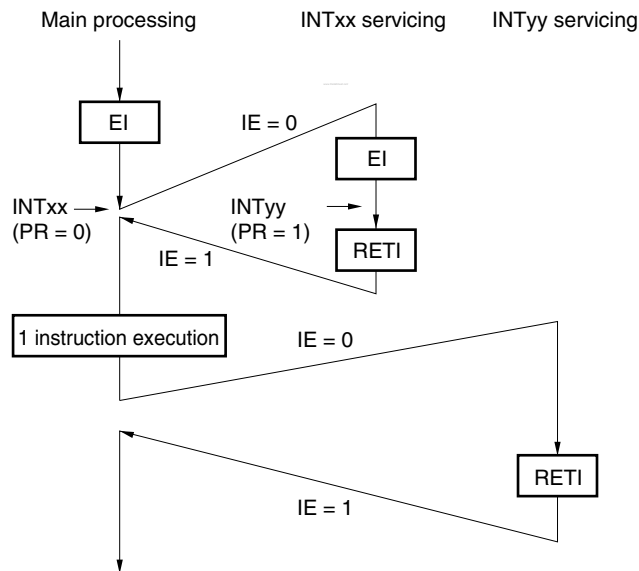 Main processing
INTxx servicing
INTyy servicing
EI
IE = 0
EI
INTxx
(PR = 0)
INTyy
(PR = 1)
RETI
IE = 1
1 instruction execution
IE = 0
RETI
IE = 1